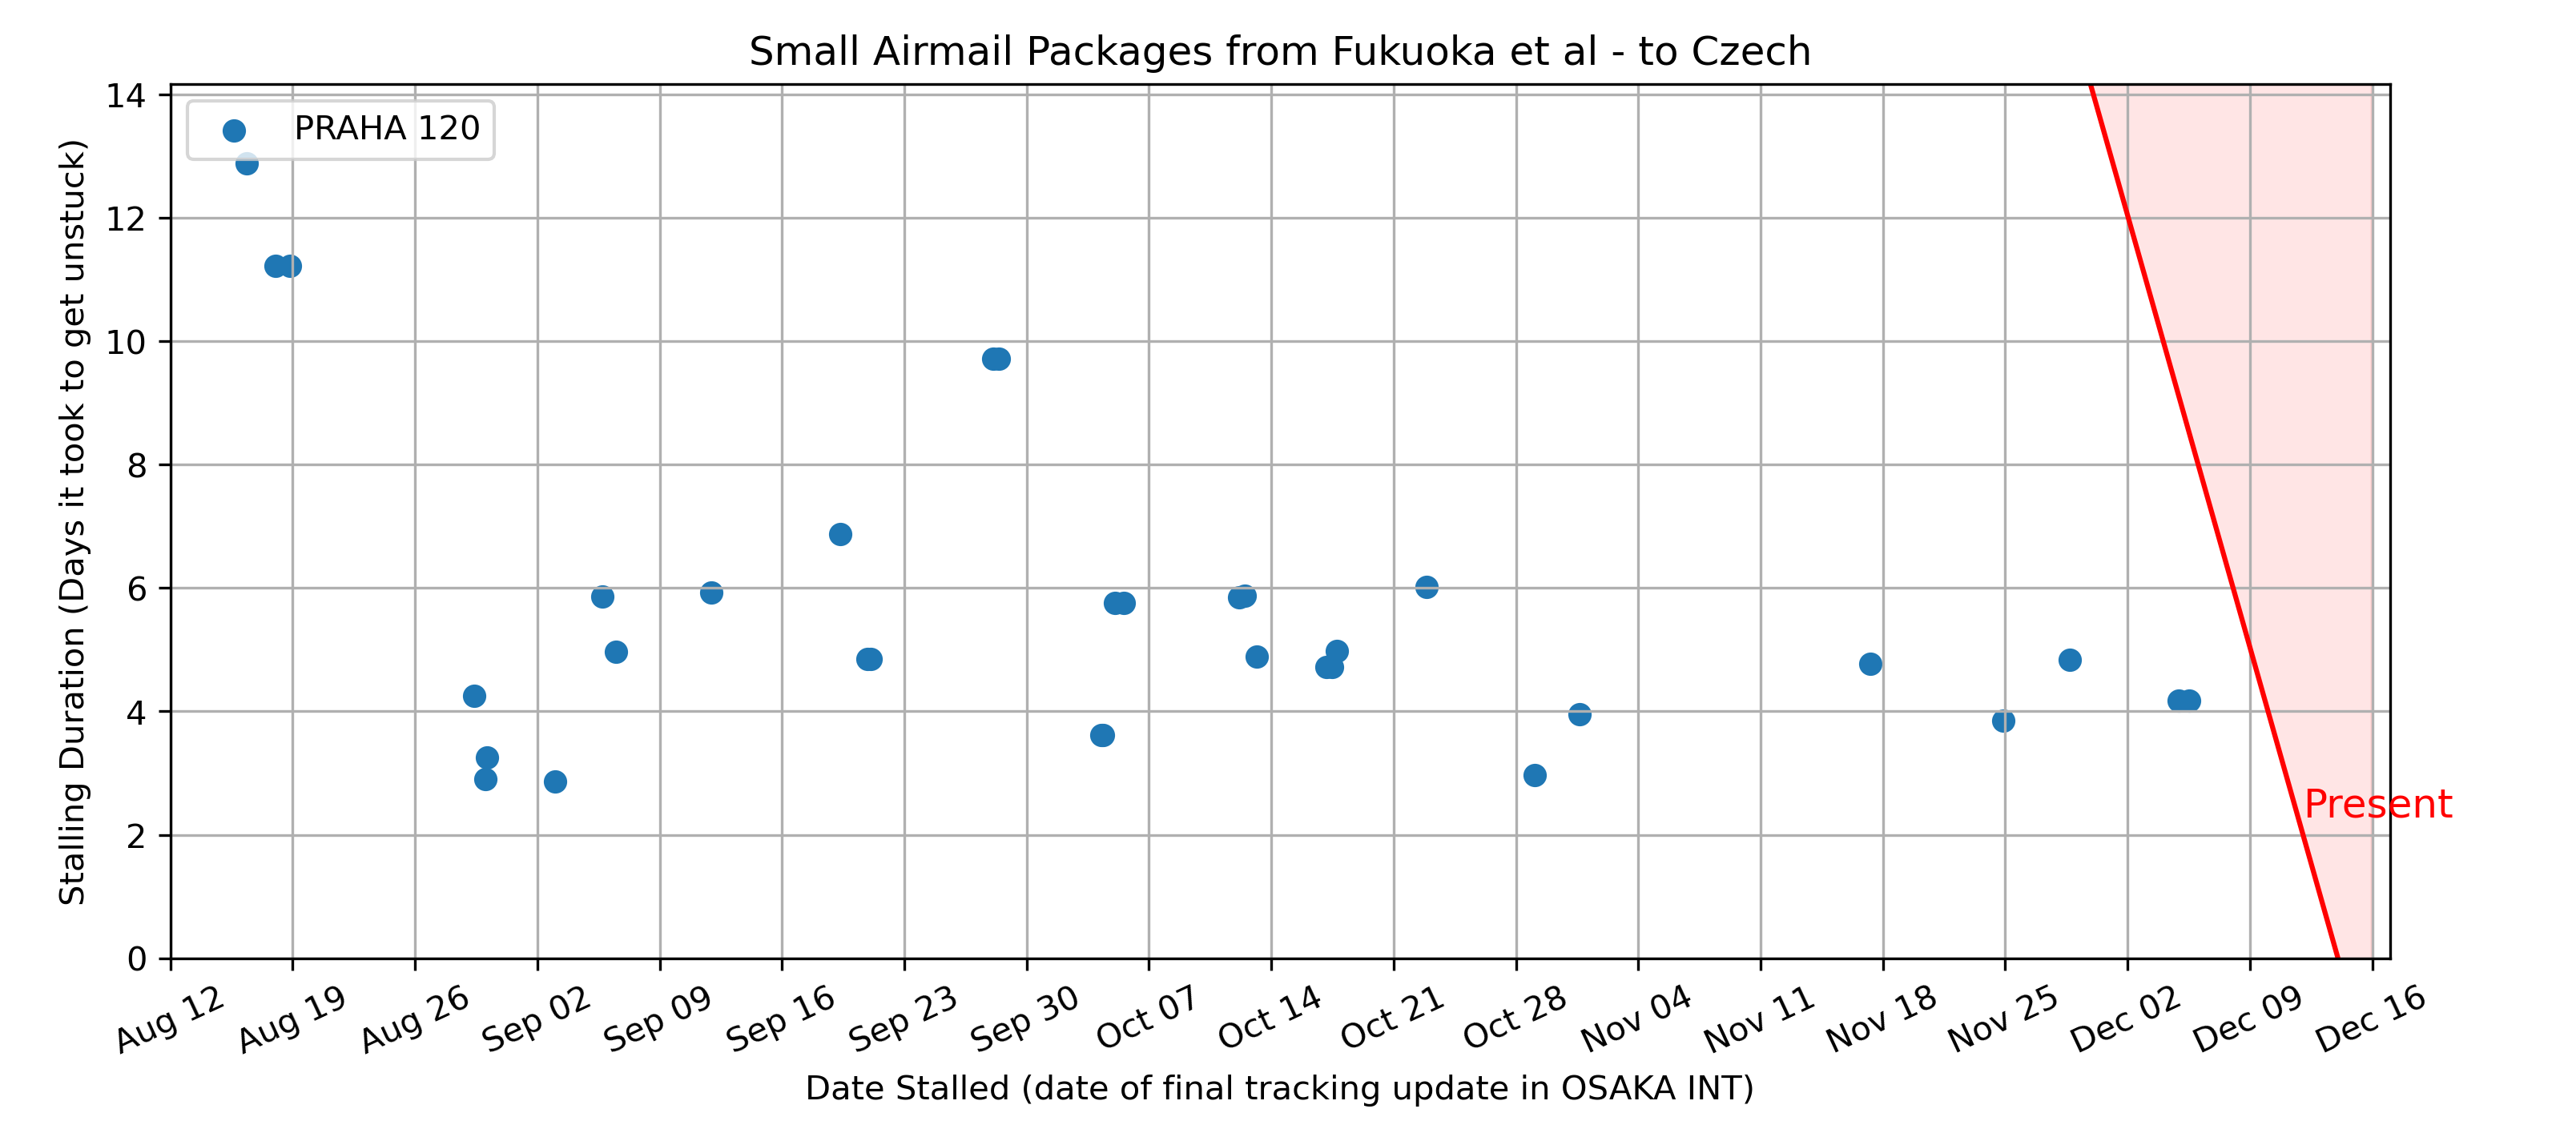 Small Airmail Packages from Fukuoka et al - to Czech
PRAHA 120
Stalling Duration (Days it took to get unstuck)
14
12
10
8
6
4
2
0
Present
Aug 12
Aug 19
Aug 26
Sep 02
Sep 09
Sep 16
Sep 23
Sep 30
Oct 07
Oct 14
Oct 21
Oct 28
Nov 04
Nov 11
Nov 18
Nov 25
Dec 02
Dec 09
Dec 16
Date Stalled (date of final tracking update in OSAKA INT)